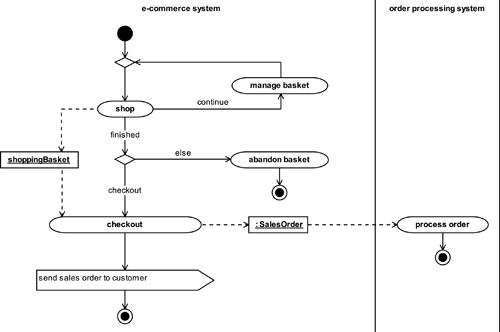 e-commerce system
order processing system
manage basket
continue
shop
finished
shoppingBasket
else
abandon basket
checkout
checkout
: SalesOrder
process order
send sales order to customer